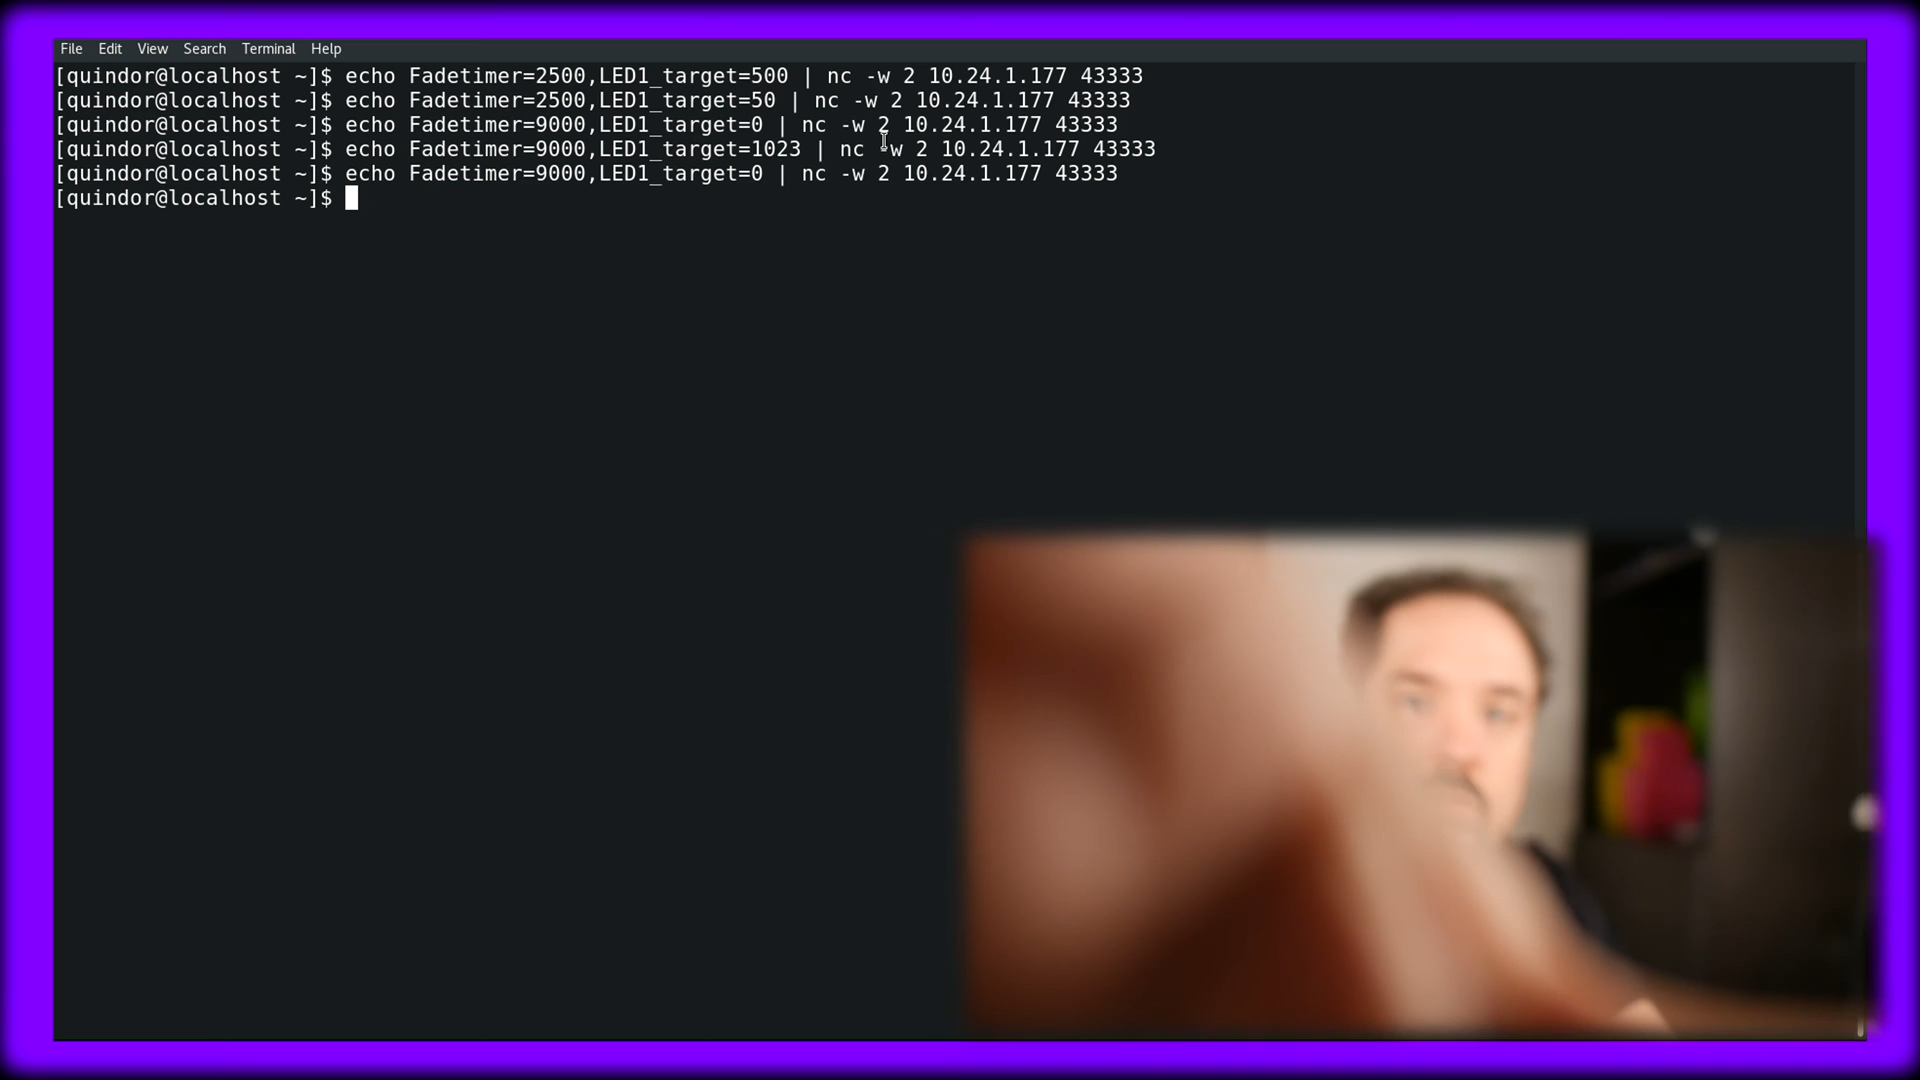 File Edit View Search Terminal Help
[quindor@localhost ~]$ echo Fadetimer=2500,LED1_target=500 | nc -w 2 10.24.1.177 43333
[quindor@localhost ~]$ echo Fadetimer=2500,LED1_target=50 | nc -w 2 10.24.1.177 43333
[quindor@localhost ~]$ echo Fadetimer=9000,LED1_target=0 | nc -w 2 10.24.1.177 43333
[quindor@localhost ~]$ echo Fadetimer=9000,LED1_target=1023 | nc -w 2 10.24.1.177 43333
[quindor@localhost ~]$ echo Fadetimer=9000,LED1_target=0 | nc -w 2 10.24.1.177 43333
[quindor@localhost ~]$